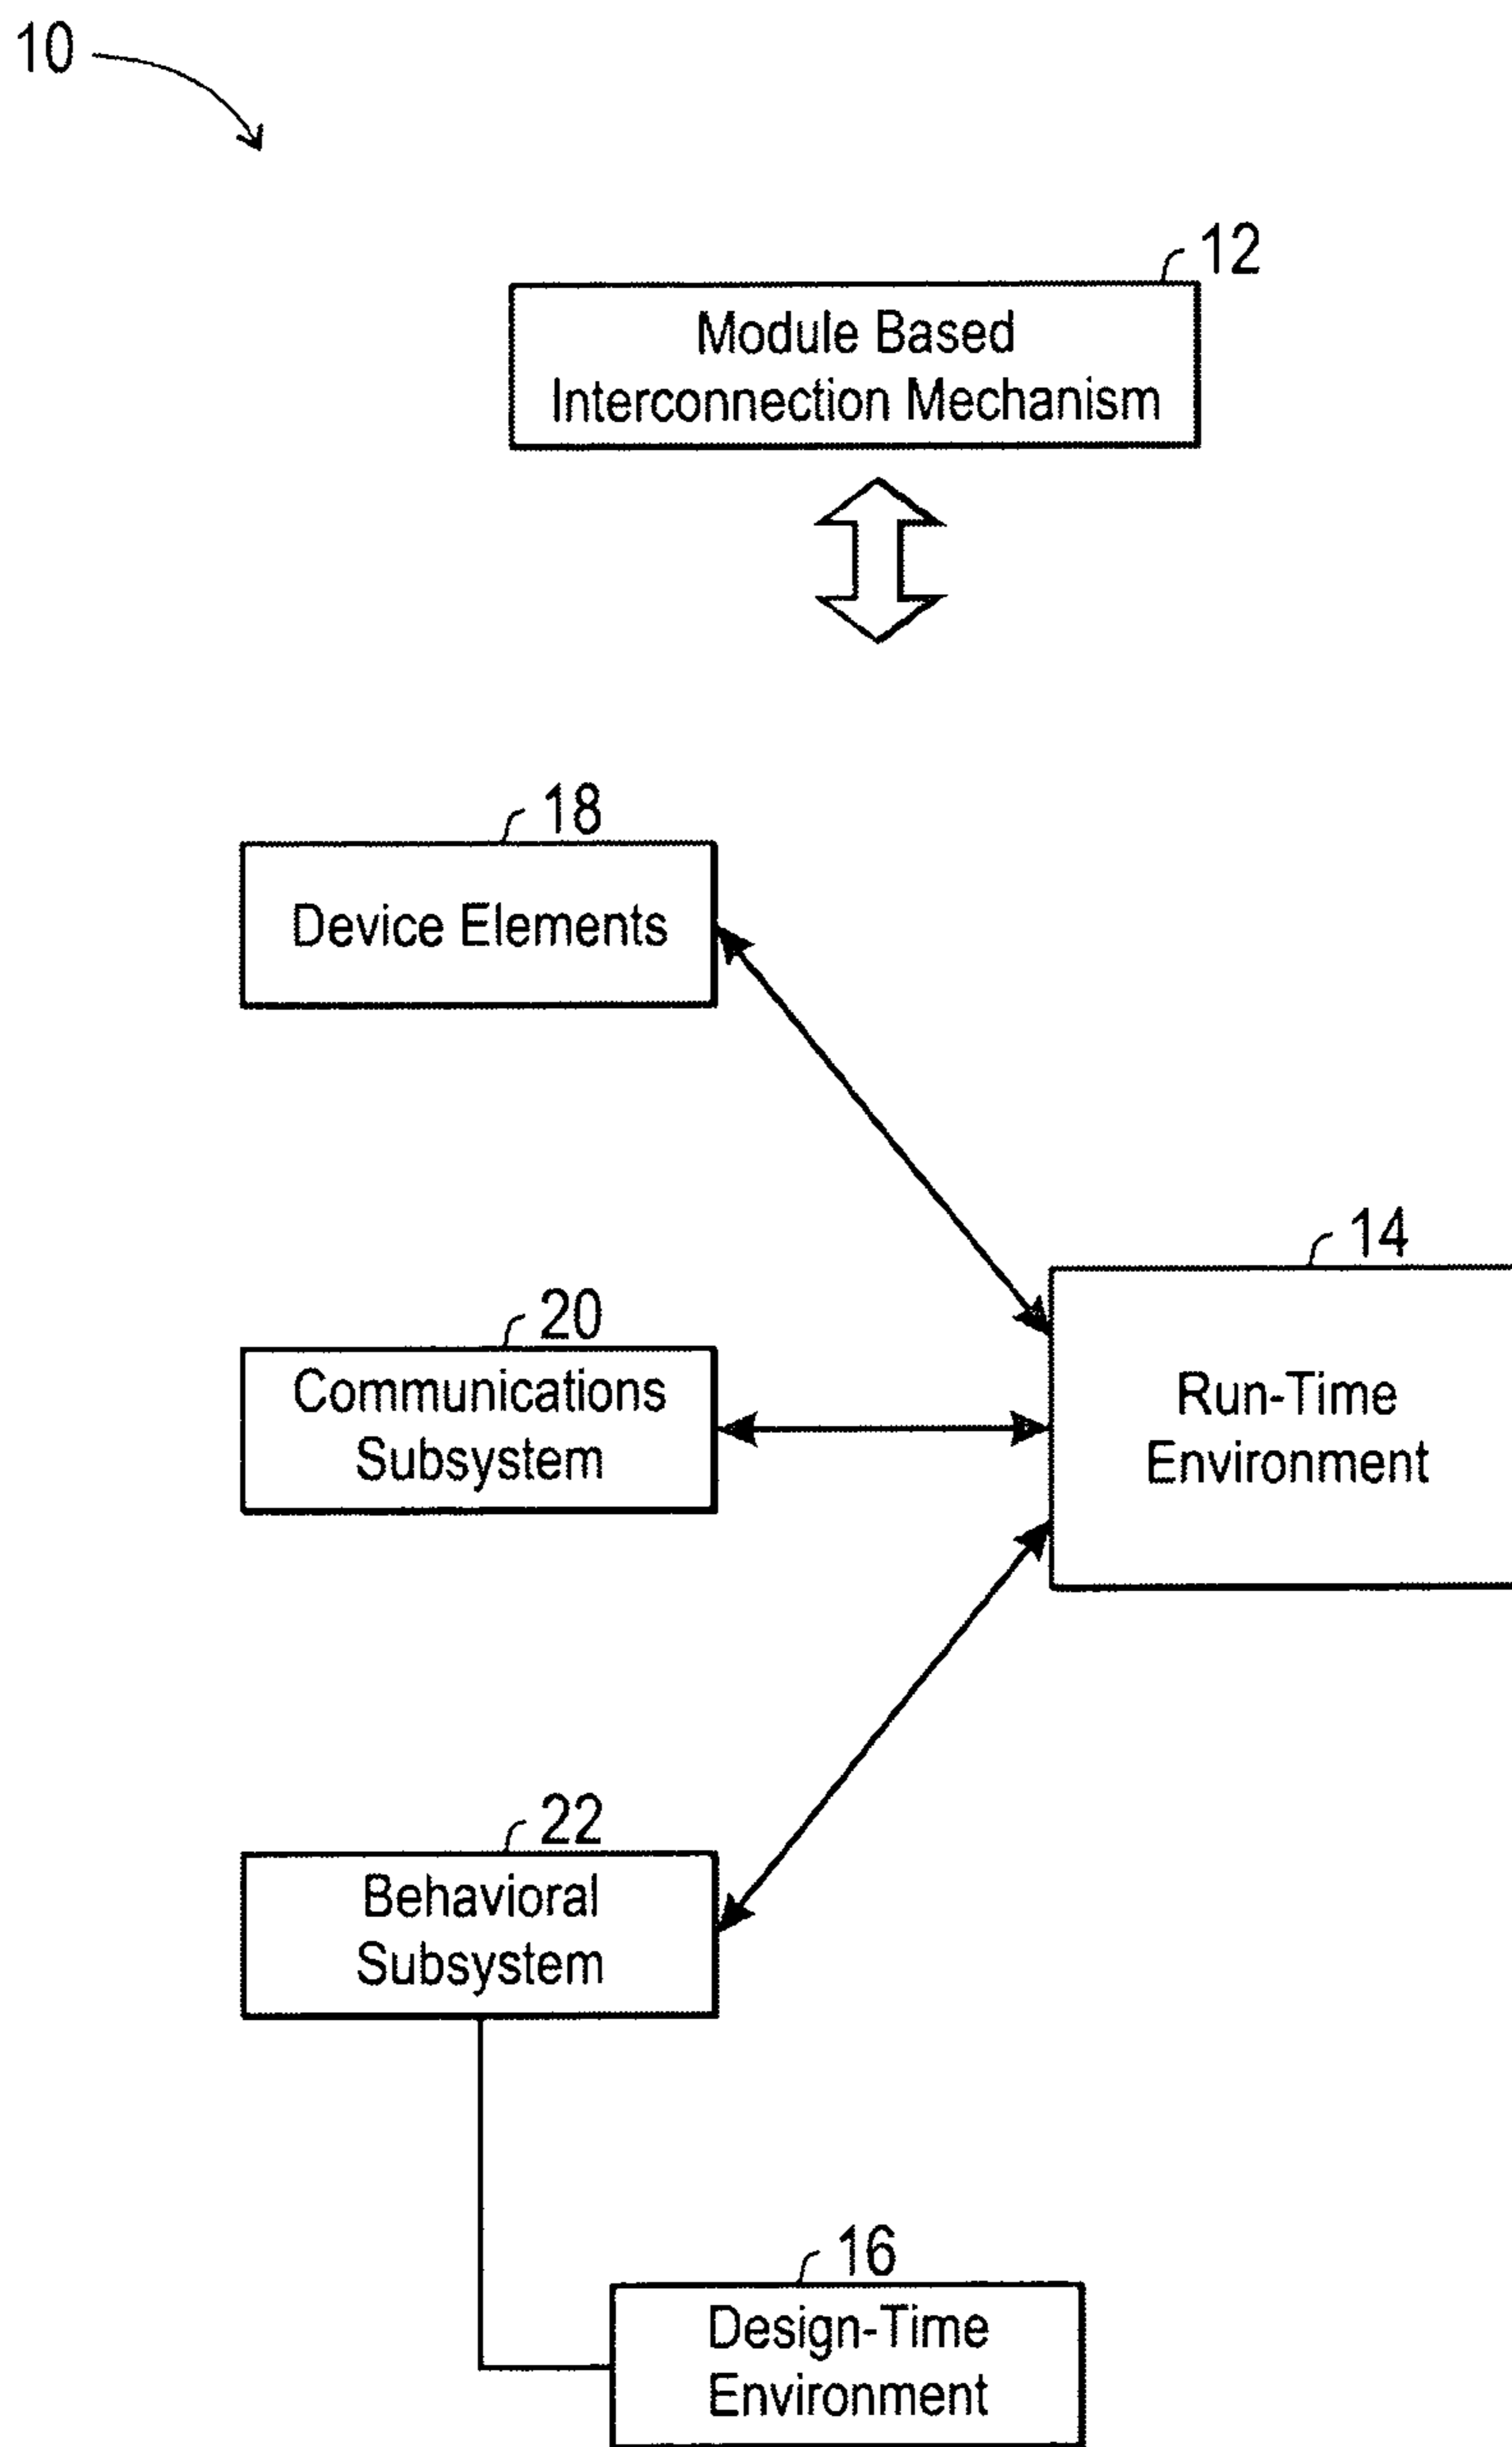 10
12
Module Based
Interconnection Mechanism
18
Device Elements
14
Run-Time
Environment
20
Communications
Subsystem
22
Behavioral
Subsystem
16
Design-Time
Environment